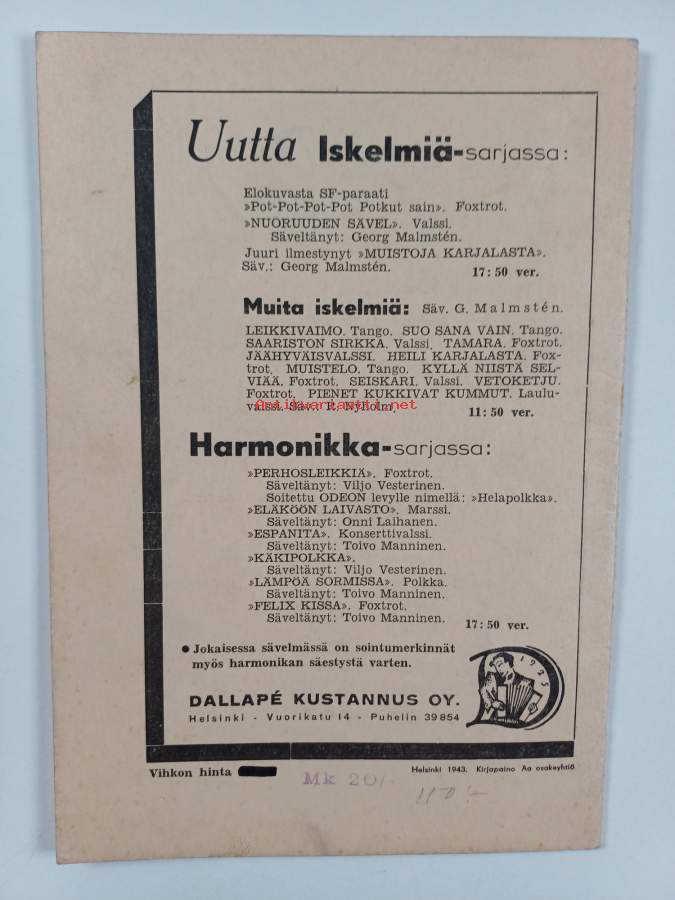 Uutta Iskelmiä-sarjassa:
Elokuvasta SF-paraati
»Pot-Pot-Pot-Pot Potkut sain». Foxtrot.
»NUORUUDEN SÄVEL». Valssi.
Säveltänyt: Georg Malmstén.
Juuri ilmestynyt »MUISTOJA KARJALASTA».
Säv.: Georg Malmstén. 17:50 ver.
Muita iskelmiä: Säv. G. Malmstén.
LEIKKIVAIMO. Tango. SUO SANA VAIN. Tango.
SAARISTON SIRKKA. Valssi. TAMARA. Foxtrot.
JÄÄHYVÄISVALSSI. HEILI KARJALASTA. Fox-
trot. MUISTELO. Tango. KYLLÄ NIISTÄ SEL-
VIÄÄ. Foxtrot. SEISKARI. Valssi. VETOKETJU.
Foxtrot. PIENET KUKKIVAT KUMMUT. Laulu-
valssi. Säv. R. Nyholm. 11:50 ver.
Antikvariaatti.net
Harmonikka-sarjassa:
»PERHOSLEIKKIÄ». Foxtrot.
Säveltänyt: Viljo Vesterinen.
Soitettu ODEON levylle nimellä: »Helapolkka».
»ELÄKÖÖN LAIVASTO». Marssi.
Säveltänyt: Onni Laihanen.
»ESPANITA». Konserttivalssi.
Säveltänyt: Toivo Manninen.
»KÄKIPOLKKA».
Säveltänyt: Viljo Vesterinen.
»LÄMPÖÄ SORMISSA». Polkka.
Säveltänyt: Toivo Manninen.
»FELIX KISSA». Foxtrot.
Säveltänyt: Toivo Manninen. 17:50 ver.
• Jokaisessa sävelmässä on sointumerkinnät
myös harmonikan säestystä varten.
1925
DALLAPÉ KUSTANNUS OY.
Helsinki - Vuorikatu 14 - Puhelin 39 854
Vihkon hinta
Mk 20/-
Helsinki 1943. Kirjapaino Aa osakeyhtiö